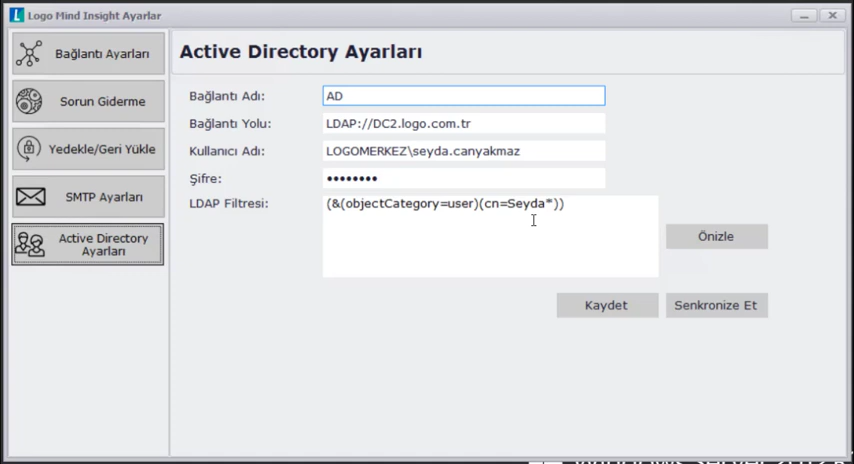 Logo Mind Insight Ayarlar
Bağlantı Ayarları
Sorun Giderme
Yedekle/Geri Yükle
SMTP Ayarları
Active Directory
Ayarları
Active Directory Ayarları
Bağlantı Adı: AD
Bağlantı Yolu: LDAP://DC2.logo.com.tr
Kullanıcı Adı: LOGOMERKEZ\seyda.canyakmaz
Şifre: ••••••••
LDAP Filtresi: (&(objectCategory=user)(cn=Seyda*))
Önizle
Kaydet
Senkronize Et